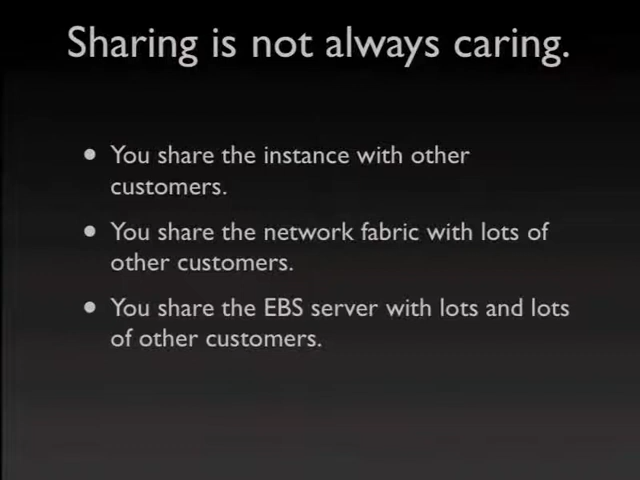 Sharing is not always caring.
• You share the instance with other
customers.
• You share the network fabric with lots of
other customers.
• You share the EBS server with lots and lots
of other customers.